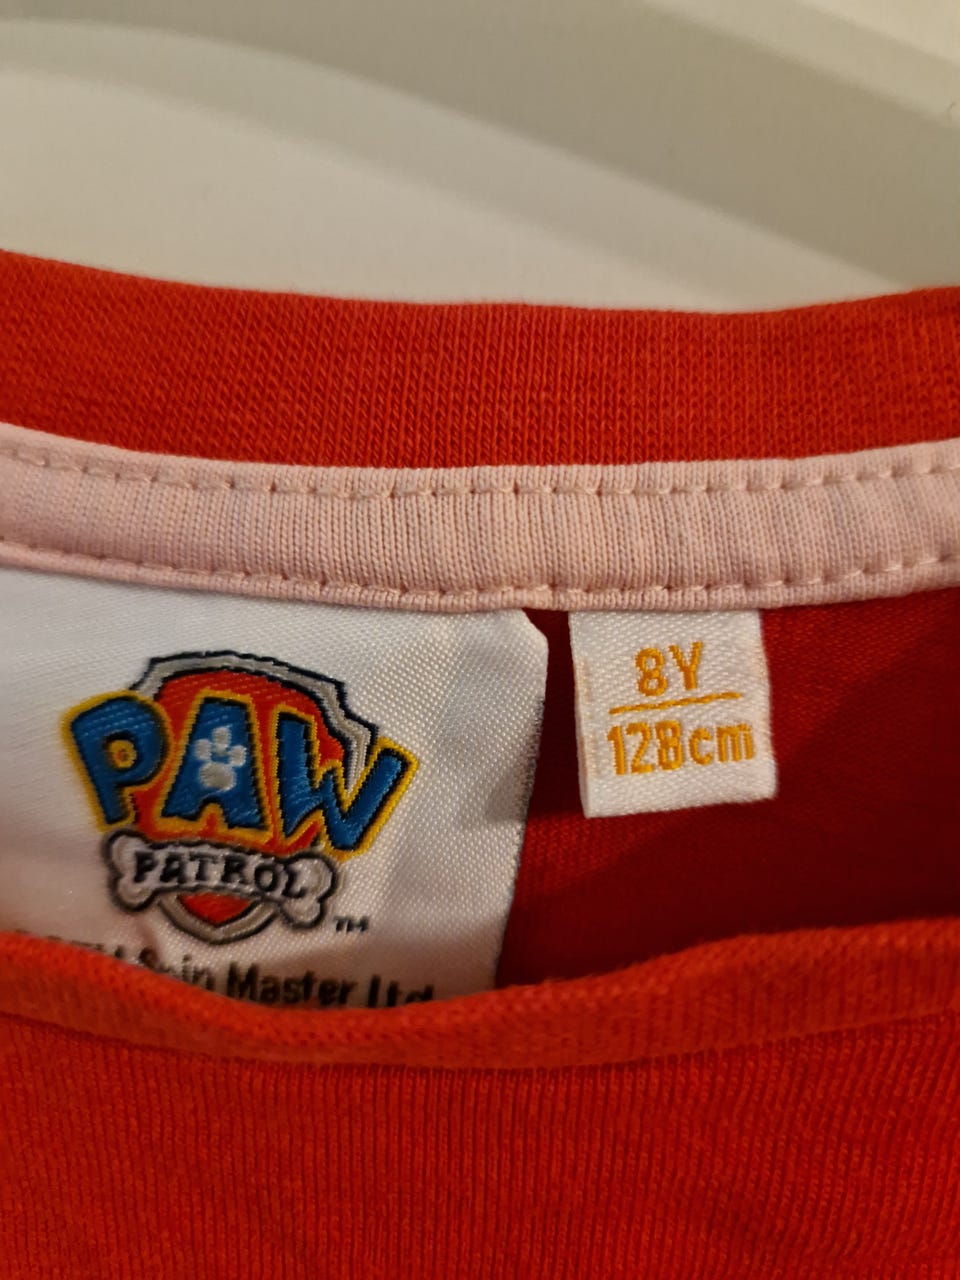 PAW
PATROL
TM
Spin Master Ltd
8Y
128cm